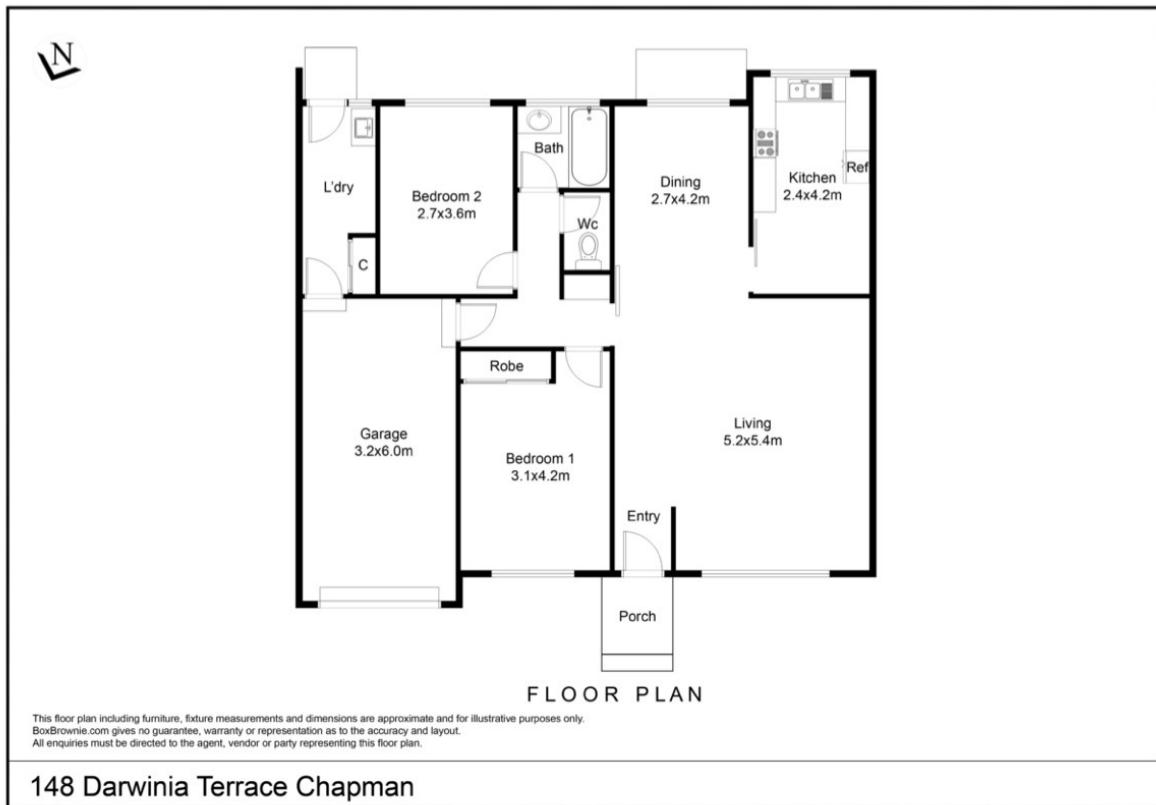 N
Bath
L'dry
Bedroom 2
2.7x3.6m
Wc
Dining
2.7x4.2m
Kitchen
2.4x4.2m
Ref
C
Robe
Garage
3.2x6.0m
Bedroom 1
3.1x4.2m
Living
5.2x5.4m
Entry
Porch
FLOOR PLAN
This floor plan including furniture, fixture measurements and dimensions are approximate and for illustrative purposes only.
BoxBrownie.com gives no guarantee, warranty or representation as to the accuracy and layout.
All enquiries must be directed to the agent, vendor or party representing this floor plan.
148 Darwinia Terrace Chapman